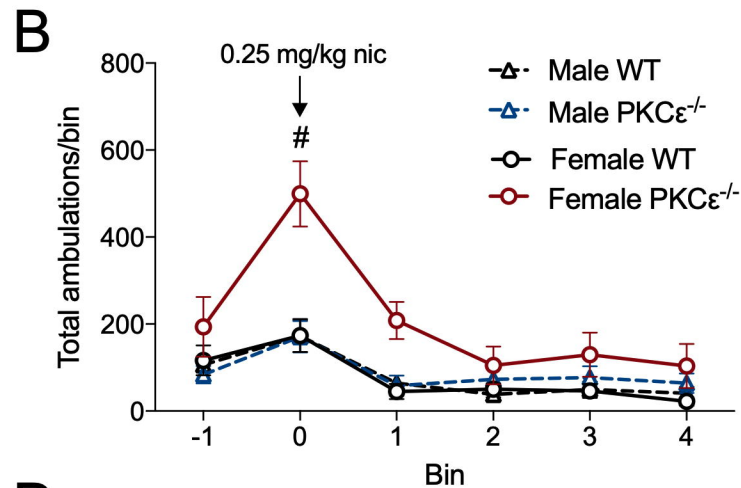 B
0.25 mg/kg nic
#
Total ambulations/bin
800
600
400
200
0
-1 0 1 2 3 4
Bin
Male WT
Male PKCε-/-
Female WT
Female PKCε-/-